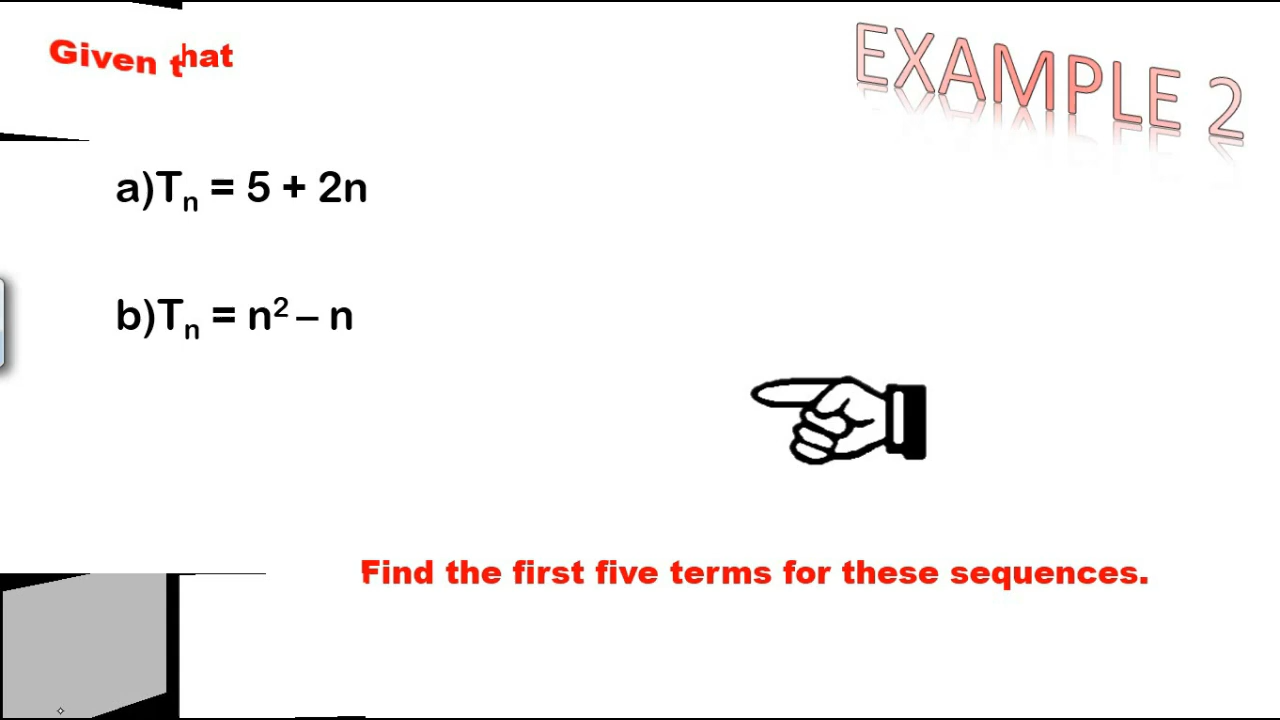 Given that
EXAMPLE 2
a)Tₙ = 5 + 2n
b)Tₙ = n² – n
Find the first five terms for these sequences.